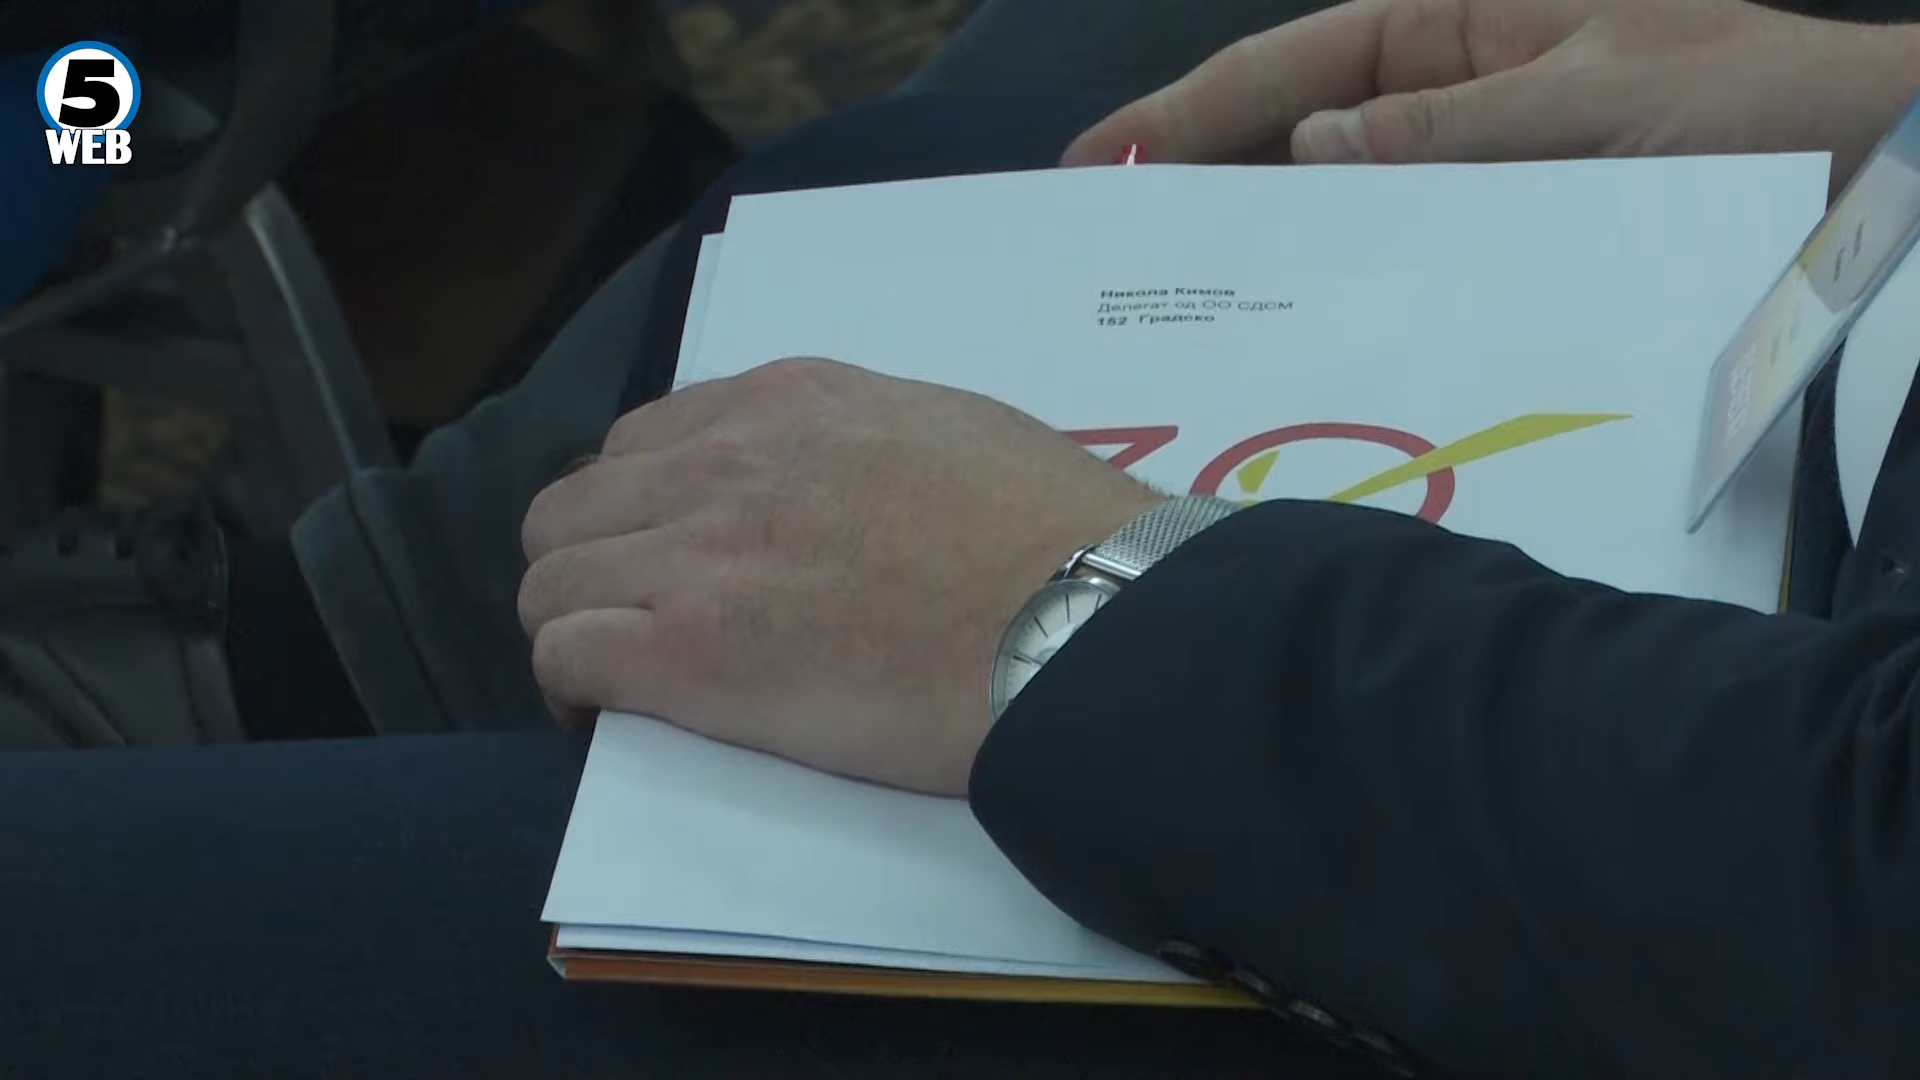 5
WEB
Никола Кимов
Делегат од ОО СДСМ
152 Градско